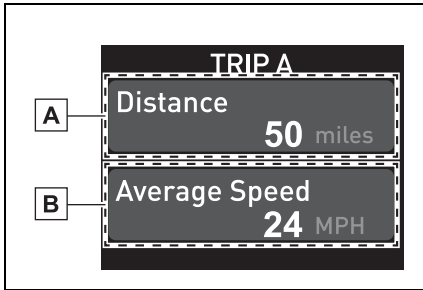 TRIP A
A
Distance
50 miles
B
Average Speed
24 MPH